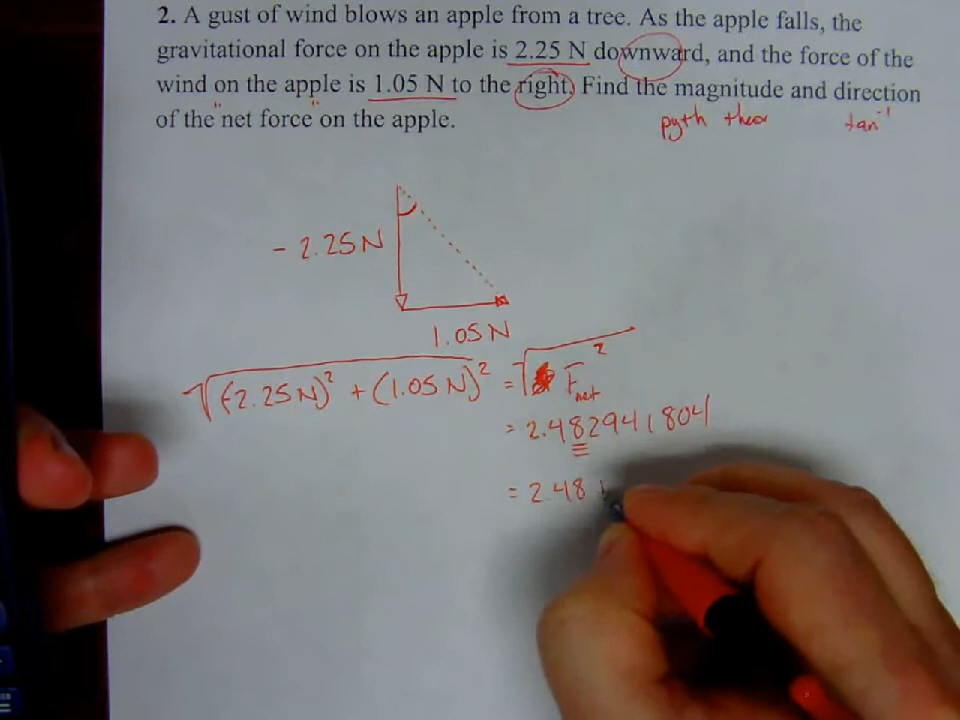 2. A gust of wind blows an apple from a tree. As the apple falls, the
gravitational force on the apple is 2.25 N downward, and the force of the
wind on the apple is 1.05 N to the right. Find the magnitude and direction
of the "net force" on the apple.
pyth theor tan⁻¹
- 2.25N
1.05N
√(-2.25N)² + (1.05N)² = √Fnet²
= 2.482941804
= 2.48